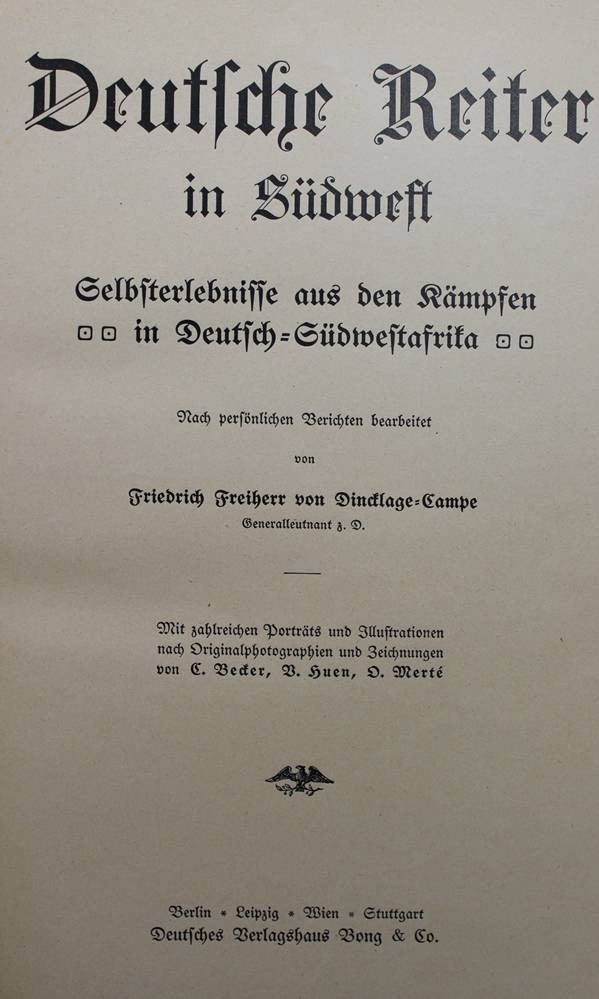 Deutsche Reiter
in Südwest
Selbsterlebnisse aus den Kämpfen
in Deutsch-Südwestafrika
Nach persönlichen Berichten bearbeitet
von
Friedrich Freiherr von Dincklage-Campe
Generalleutnant z. D.
Mit zahlreichen Porträts und Illustrationen
nach Originalphotographien und Zeichnungen
von C. Becker, V. Huen, O. Merté
Berlin * Leipzig * Wien * Stuttgart
Deutsches Verlagshaus Bong & Co.